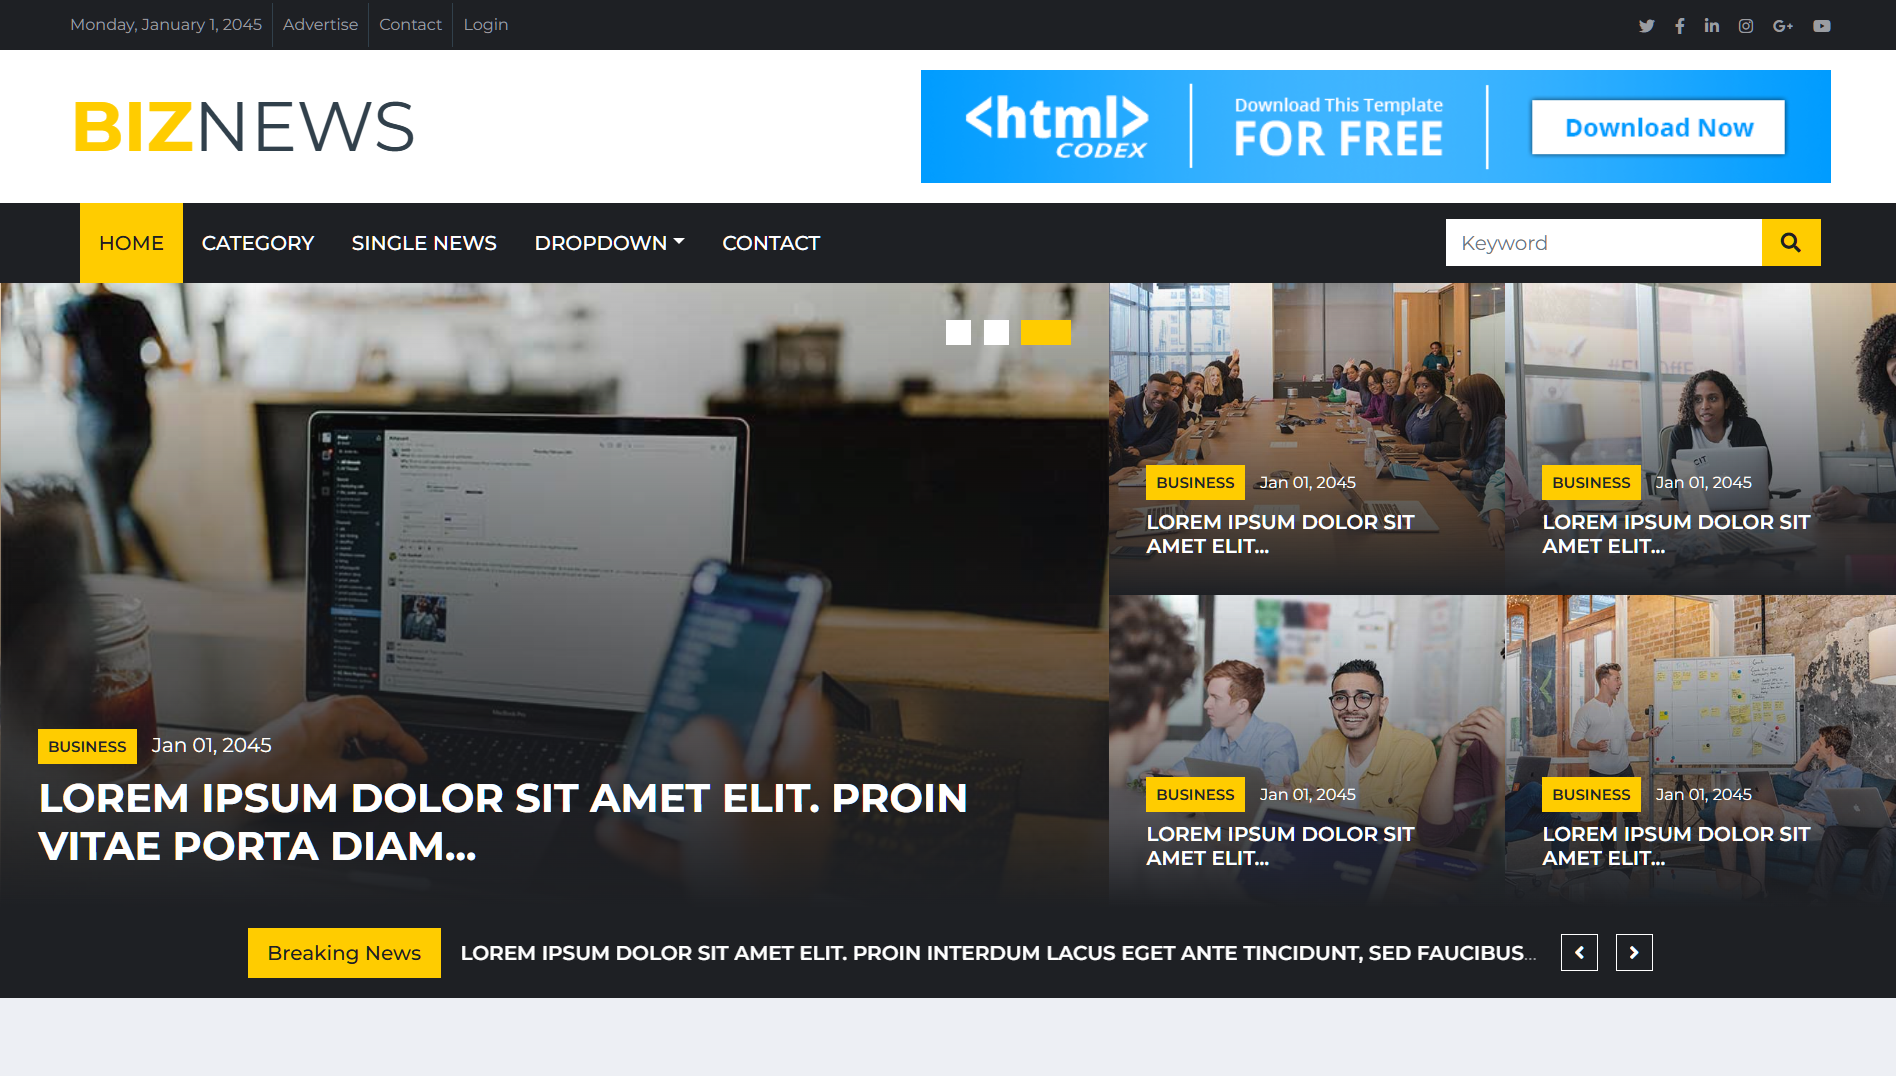 Monday, January 1, 2045 Advertise Contact Login
BIZNEWS
<html>
CODEX
Download This Template
FOR FREE
Download Now
HOME CATEGORY SINGLE NEWS DROPDOWN CONTACT
Keyword
BUSINESS Jan 01, 2045
LOREM IPSUM DOLOR SIT AMET ELIT. PROIN
VITAE PORTA DIAM...
CIT
BUSINESS Jan 01, 2045
LOREM IPSUM DOLOR SIT
AMET ELIT...
BUSINESS Jan 01, 2045
LOREM IPSUM DOLOR SIT
AMET ELIT...
BUSINESS Jan 01, 2045
LOREM IPSUM DOLOR SIT
AMET ELIT...
BUSINESS Jan 01, 2045
LOREM IPSUM DOLOR SIT
AMET ELIT...
Breaking News LOREM IPSUM DOLOR SIT AMET ELIT. PROIN INTERDUM LACUS EGET ANTE TINCIDUNT, SED FAUCIBUS...